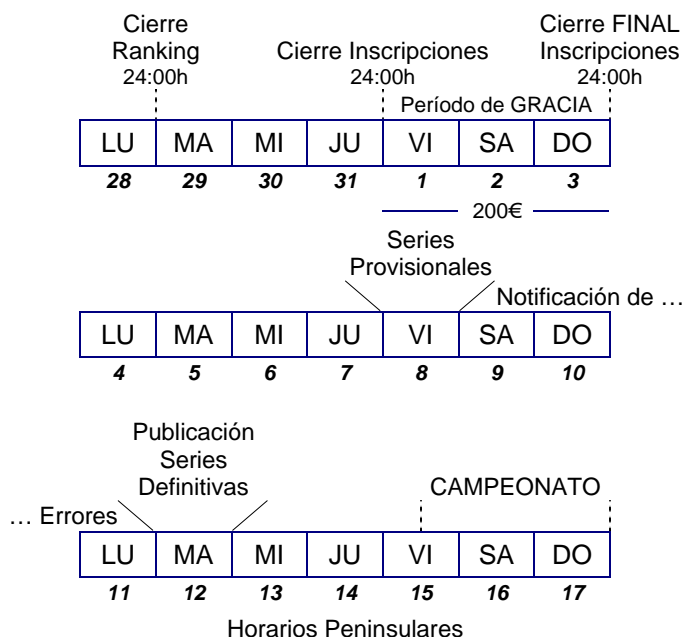 Cierre
Ranking
24:00h
Cierre Inscripciones
24:00h
Cierre FINAL
Inscripciones
24:00h
Período de GRACIA
LU MA MI JU VI SA DO
28 29 30 31 1 2 3
200€
Series
Provisionales
Notificación de …
LU MA MI JU VI SA DO
4 5 6 7 8 9 10
Publicación
Series
Definitivas
CAMPEONATO
… Errores
LU MA MI JU VI SA DO
11 12 13 14 15 16 17
Horarios Peninsulares